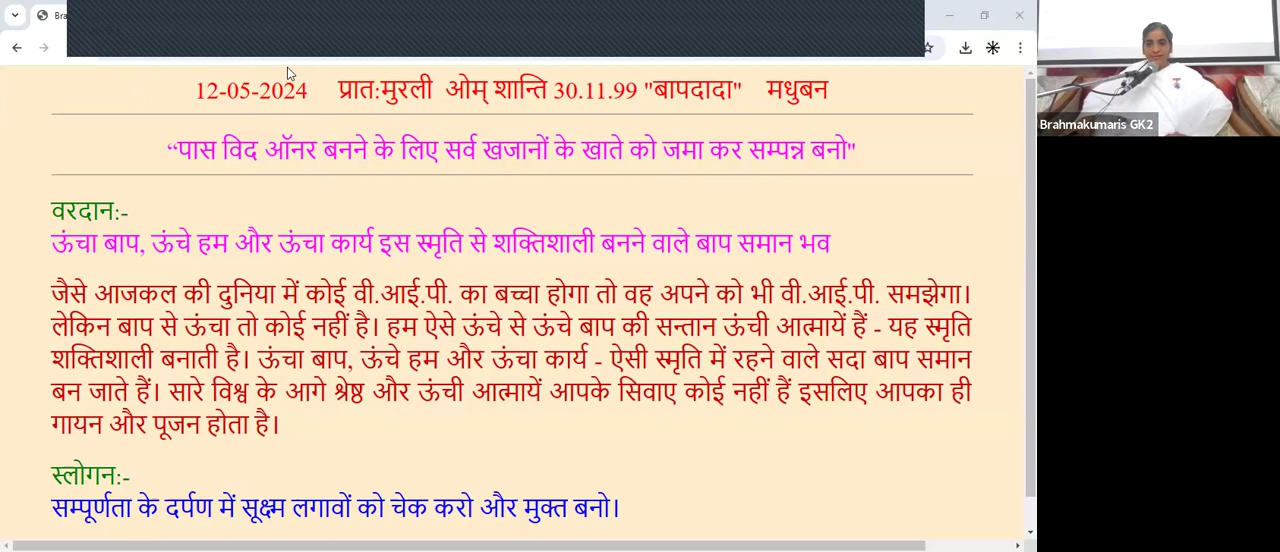 Bra
12-05-2024 प्रात:मुरली ओम् शान्ति 30.11.99 "बापदादा" मधुबन
“पास विद ऑनर बनने के लिए सर्व खजानों के खाते को जमा कर सम्पन्न बनो"
वरदान:-
ऊंचा बाप, ऊंचे हम और ऊंचा कार्य इस स्मृति से शक्तिशाली बनने वाले बाप समान भव
जैसे आजकल की दुनिया में कोई वी.आई.पी. का बच्चा होगा तो वह अपने को भी वी.आई.पी. समझेगा।
लेकिन बाप से ऊंचा तो कोई नहीं है। हम ऐसे ऊंचे से ऊंचे बाप की सन्तान ऊंची आत्मायें हैं - यह स्मृति
शक्तिशाली बनाती है। ऊंचा बाप, ऊंचे हम और ऊंचा कार्य - ऐसी स्मृति में रहने वाले सदा बाप समान
बन जाते हैं। सारे विश्व के आगे श्रेष्ठ और ऊंची आत्मायें आपके सिवाए कोई नहीं हैं इसलिए आपका ही
गायन और पूजन होता है।
स्लोगन:-
सम्पूर्णता के दर्पण में सूक्ष्म लगावों को चेक करो और मुक्त बनो।
Brahmakumaris GK2